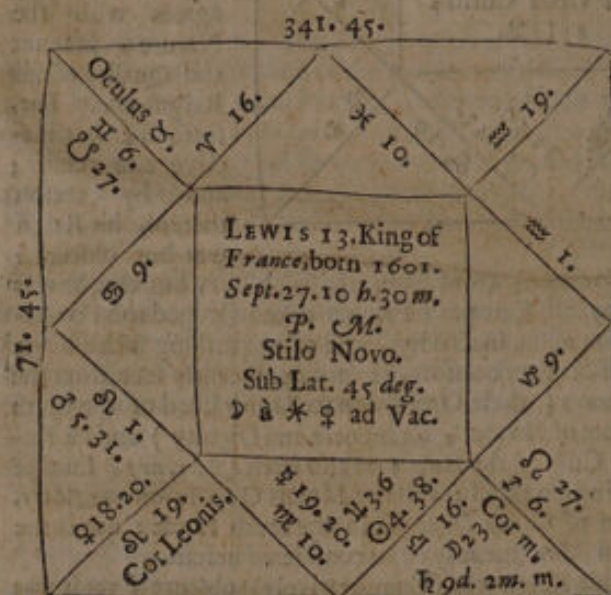 341. 45.
Oculus ♉.
♊ 6.
☋ 27.
♈ 16.
♓ 10.
♒ 19.
♒ 1.
71. 45.
♋ 9.
LEWIS 13. King of
France, born 1601.
Sept. 27. 10 h. 30 m.
P. M.
Stilo Novo.
Sub Lat. 45 deg.
☽ à ⚹ ♀ ad Vac.
♑ 9.
♌ 1.
♂ 5. 31.
♀ 18. 20.
♌ 19.
Cor Leonis.
☿ 19. 20.
♍ 10.
♃ 3. 6
☉ 4. 38.
♎ 16.
☽ 23
☊ 27.
♐ 6.
Cor ♏.
♄ 9d. 2m. ♏.